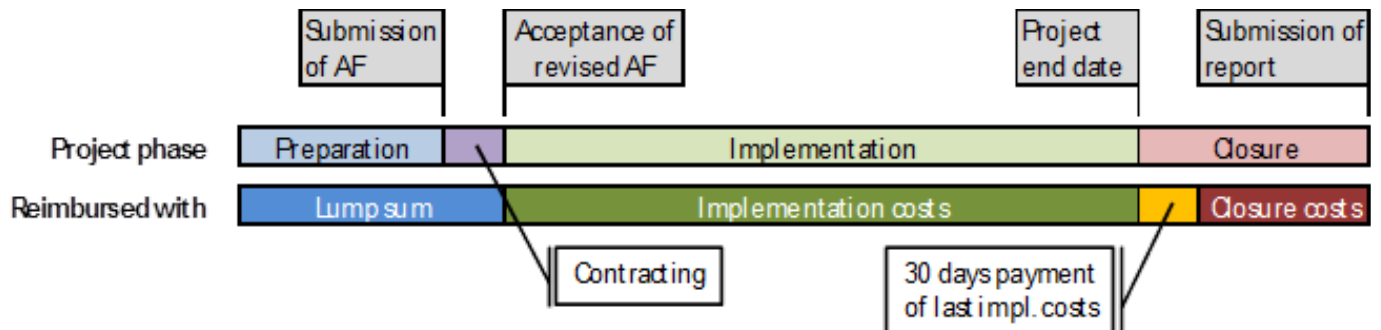 Submission
of AF
Acceptance of
revised AF
Project
end date
Submission of
report
Project phase
Preparation
Implementation
Closure
Reimbursed with
Lump sum
Implementation costs
Closure costs
Contracting
30 days payment
of last impl. costs